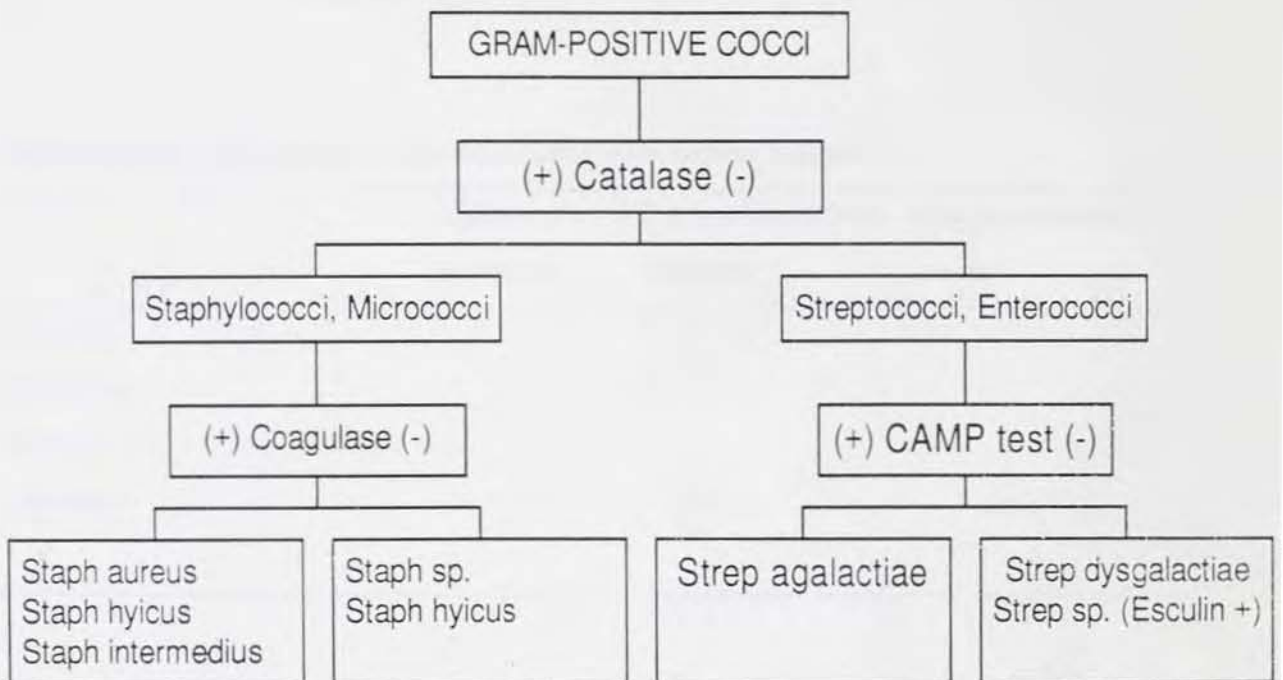 GRAM-POSITIVE COCCI
(+) Catalase (-)
Staphylococci, Micrococci
Streptococci, Enterococci
(+) Coagulase (-)
(+) CAMP test (-)
Staph aureus
Staph hyicus
Staph intermedius
Staph sp.
Staph hyicus
Strep agalactiae
Strep dysgalactiae
Strep sp. (Esculin +)